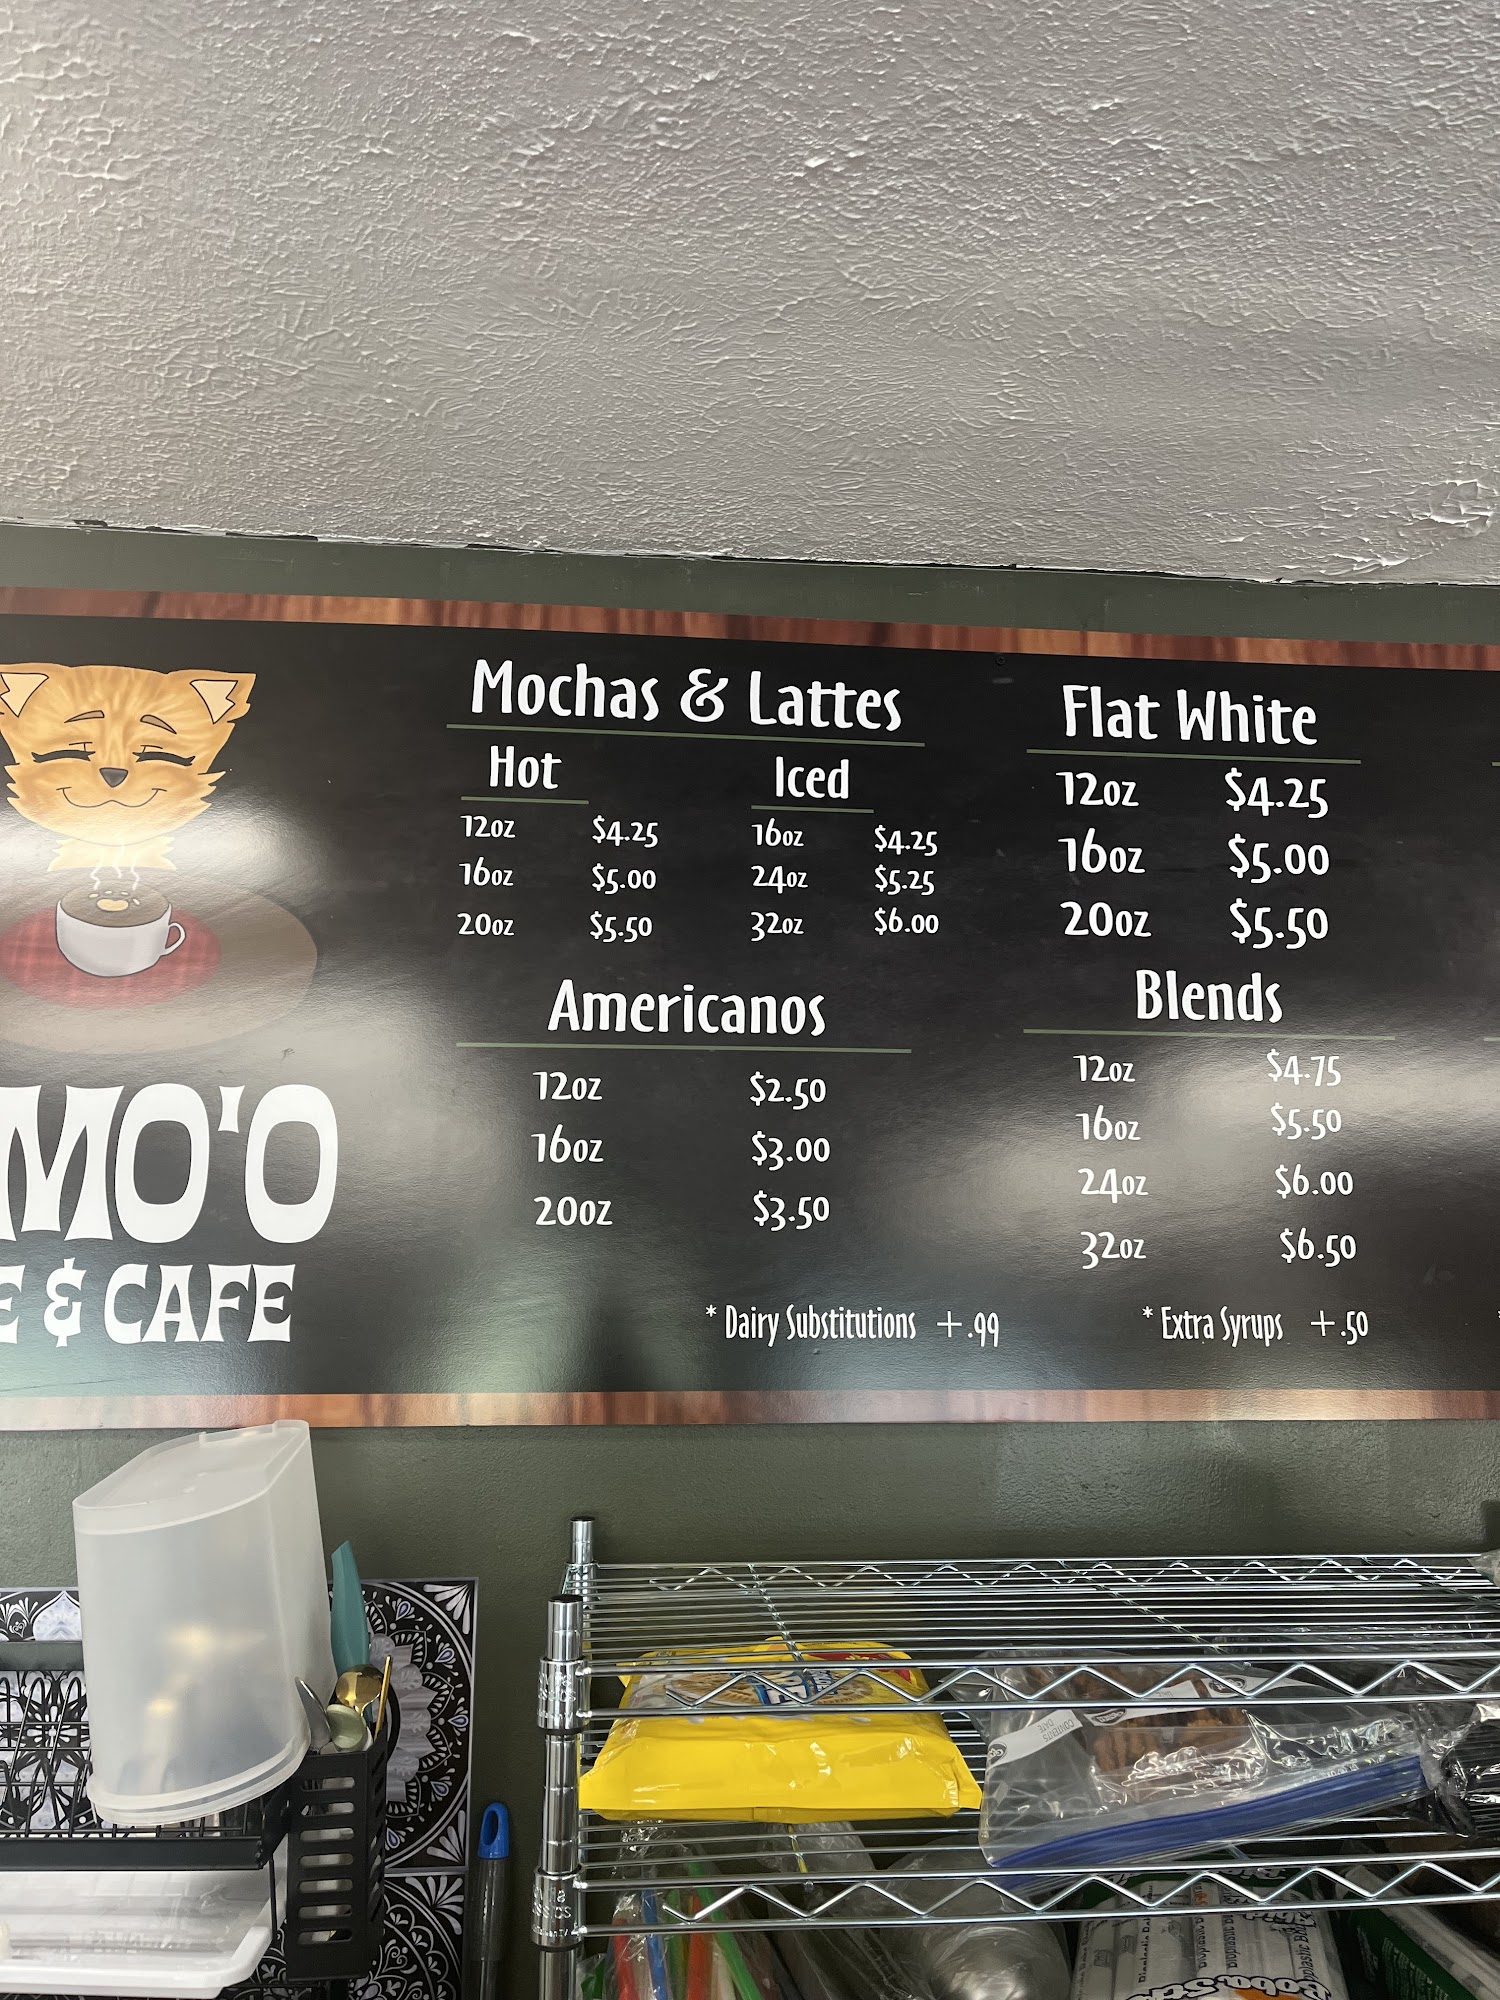 MO'O
& CAFE
Mochas & Lattes
Hot
12oz $4.25
16oz $5.00
20oz $5.50
Iced
16oz $4.25
24oz $5.25
32oz $6.00
Americanos
12oz $2.50
16oz $3.00
20oz $3.50
Flat White
12oz $4.25
16oz $5.00
20oz $5.50
Blends
12oz $4.75
16oz $5.50
24oz $6.00
32oz $6.50
* Dairy Substitutions +.99
* Extra Syrups +.50
CONTENTS
DATE